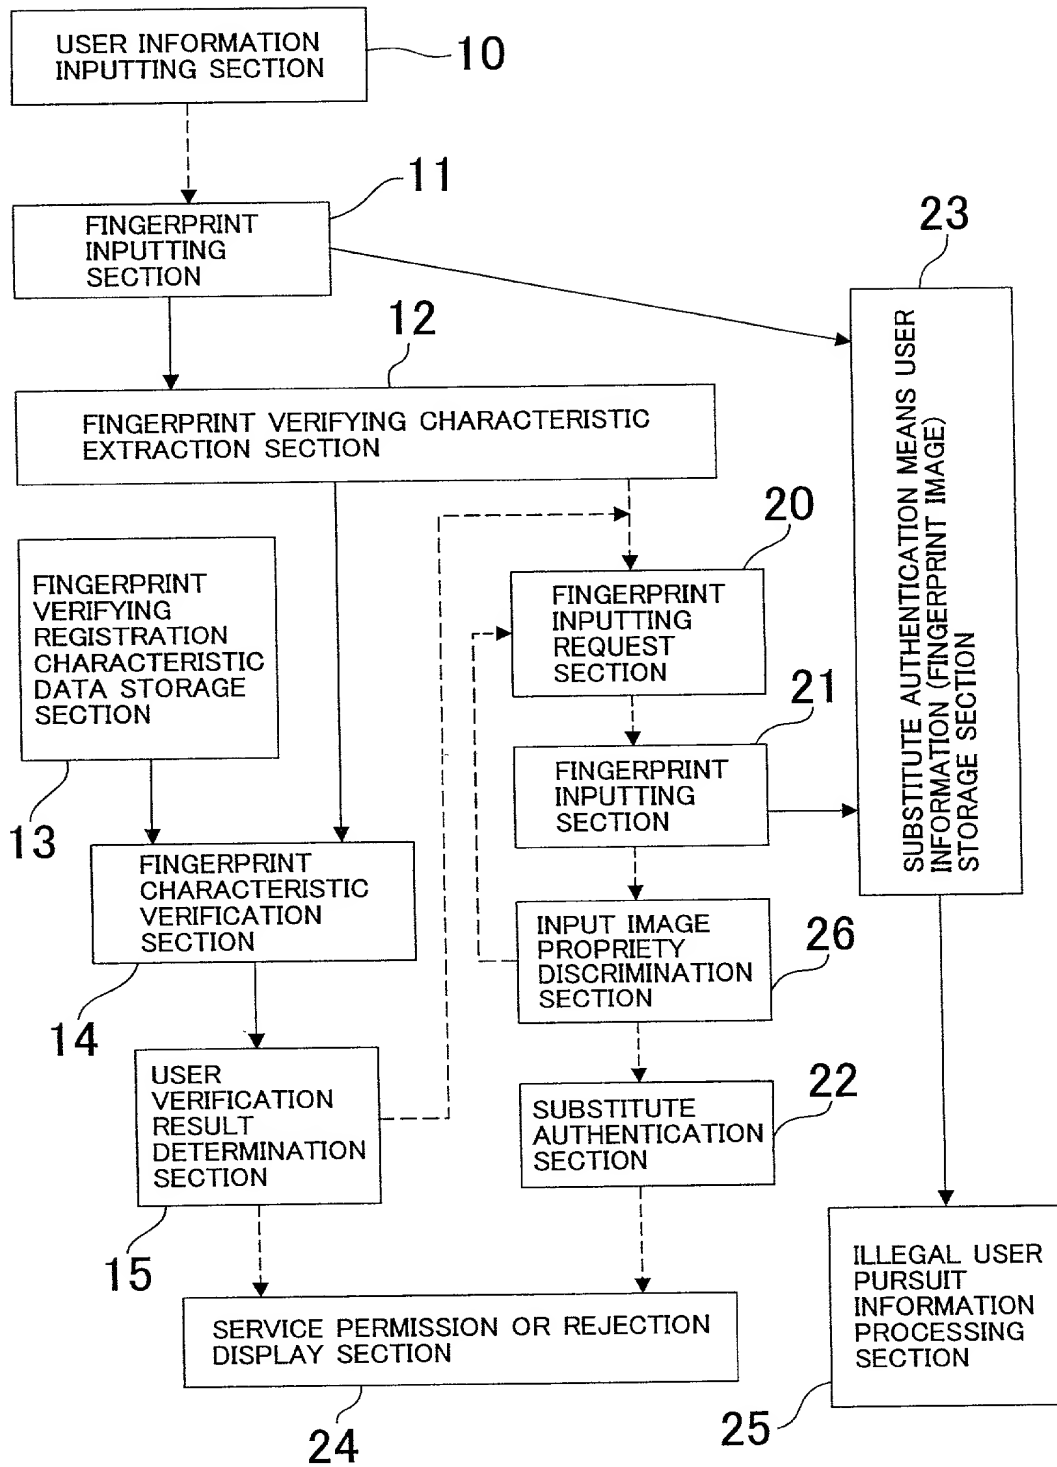 USER INFORMATION
INPUTTING SECTION
10
11
FINGERPRINT
INPUTTING
SECTION
23
12
FINGERPRINT VERIFYING CHARACTERISTIC
EXTRACTION SECTION
SUBSTITUTE AUTHENTICATION MEANS USER
INFORMATION (FINGERPRINT IMAGE)
STORAGE SECTION
20
FINGERPRINT
VERIFYING
REGISTRATION
CHARACTERISTIC
DATA STORAGE
SECTION
13
FINGERPRINT
INPUTTING
REQUEST
SECTION
21
FINGERPRINT
INPUTTING
SECTION
FINGERPRINT
CHARACTERISTIC
VERIFICATION
SECTION
14
INPUT IMAGE
PROPRIETY
DISCRIMINATION
SECTION
26
USER
VERIFICATION
RESULT
DETERMINATION
SECTION
15
22
SUBSTITUTE
AUTHENTICATION
SECTION
ILLEGAL USER
PURSUIT
INFORMATION
PROCESSING
SECTION
25
SERVICE PERMISSION OR REJECTION
DISPLAY SECTION
24